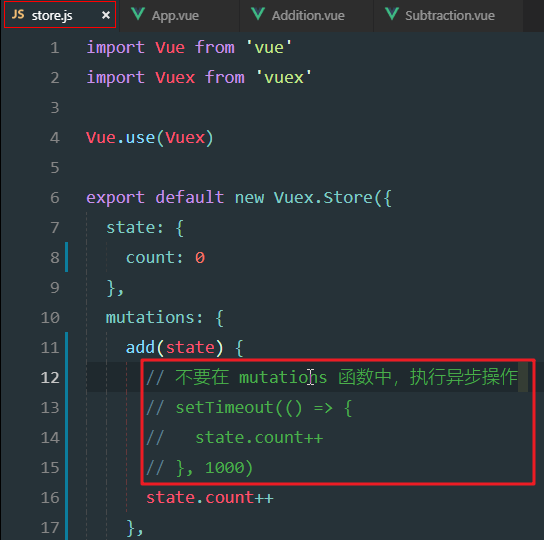 JS store.js × App.vue Addition.vue Subtraction.vue
1 import Vue from 'vue'
2 import Vuex from 'vuex'
3
4 Vue.use(Vuex)
5
6 export default new Vuex.Store({
7 state: {
8 count: 0
9 },
10 mutations: {
11 add(state) {
12 // 不要在 mutations 函数中，执行异步操作
13 // setTimeout(() => {
14 //   state.count++
15 // }, 1000)
16 state.count++
17 },